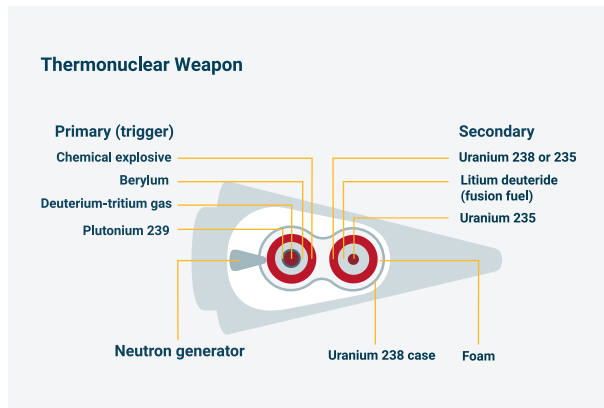 Thermonuclear Weapon
Primary (trigger)
Chemical explosive
Berylum
Deuterium-tritium gas
Plutonium 239
Neutron generator
Secondary
Uranium 238 or 235
Litium deuteride
(fusion fuel)
Uranium 235
Uranium 238 case
Foam